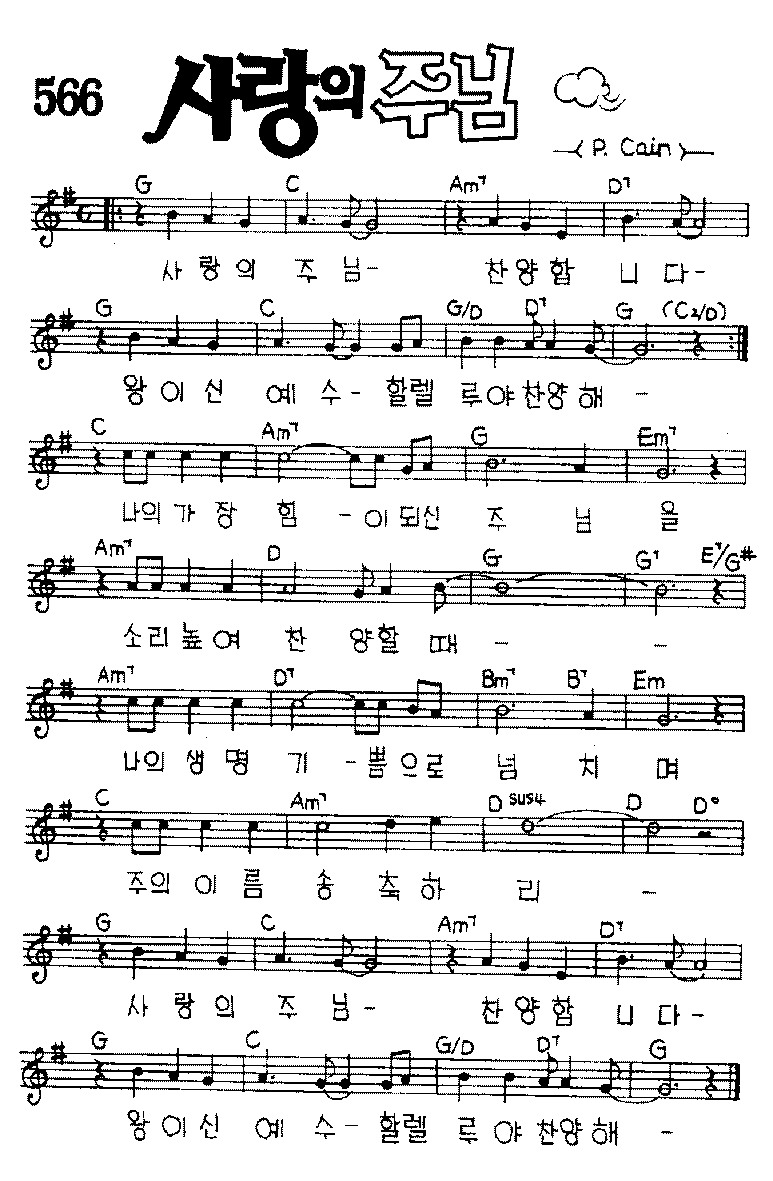 566 사랑의 주님
P. Cain
G C Am7 D7
사 랑 의 주 님 - 찬 양 합 니 다 -
G C G/D D7 G (C2/D)
왕 이 신 예 수 - 할렐 루야 찬양 해 -
C Am7 G Em7
나의 가 장 힘 - 이 되신 주 님 을
Am7 D G G7 E7/G#
소리 높 여 찬 양할 때 - -
Am7 D7 Bm7 B7 Em
나의 생 명 기 - 쁨 으로 넘 치 며
C Am7 D sus4 D D°
주의 이 름 송 축 하 리 -
G C Am7 D7
사 랑 의 주 님 - 찬 양 합 니 다 -
G C G/D D7 G
왕 이 신 예 수 - 할렐 루 야 찬양 해 -